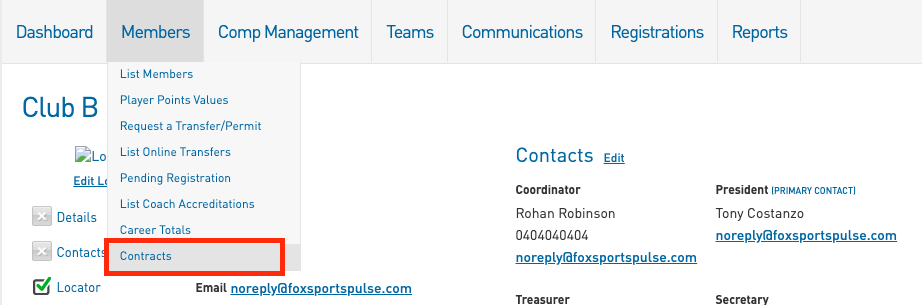 Dashboard Members Comp Management Teams Communications Registrations Reports
List Members
Player Points Values
Request a Transfer/Permit
List Online Transfers
Pending Registration
List Coach Accreditations
Career Totals
Contracts
Club B
Lo
Edit Lo
Details
Contacts
Locator
Email noreply@foxsportspulse.com
Contacts Edit
Coordinator
Rohan Robinson
0404040404
noreply@foxsportspulse.com
President (PRIMARY CONTACT)
Tony Costanzo
noreply@foxsportspulse.com
Treasurer
Secretary